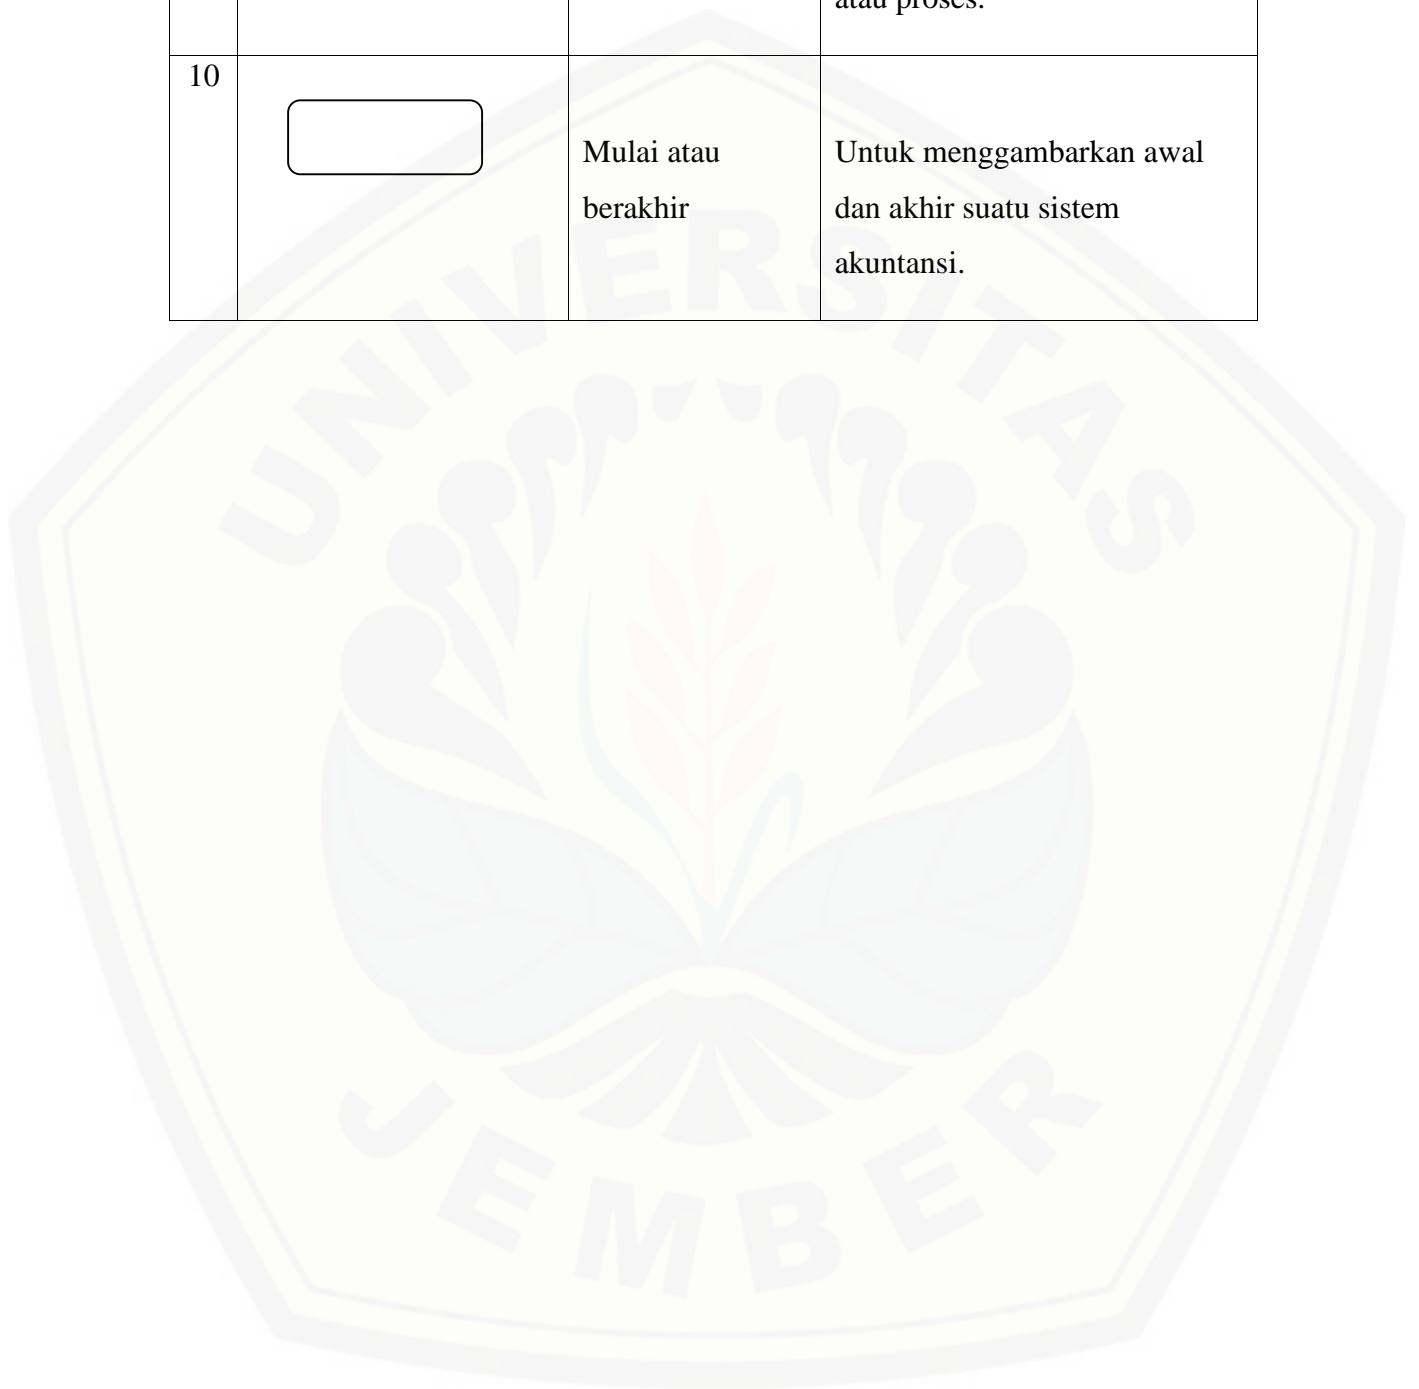 atau proses.
10
Mulai atau
berakhir
Untuk menggambarkan awal
dan akhir suatu sistem
akuntansi.
UNIVERSITAS
JEMBER